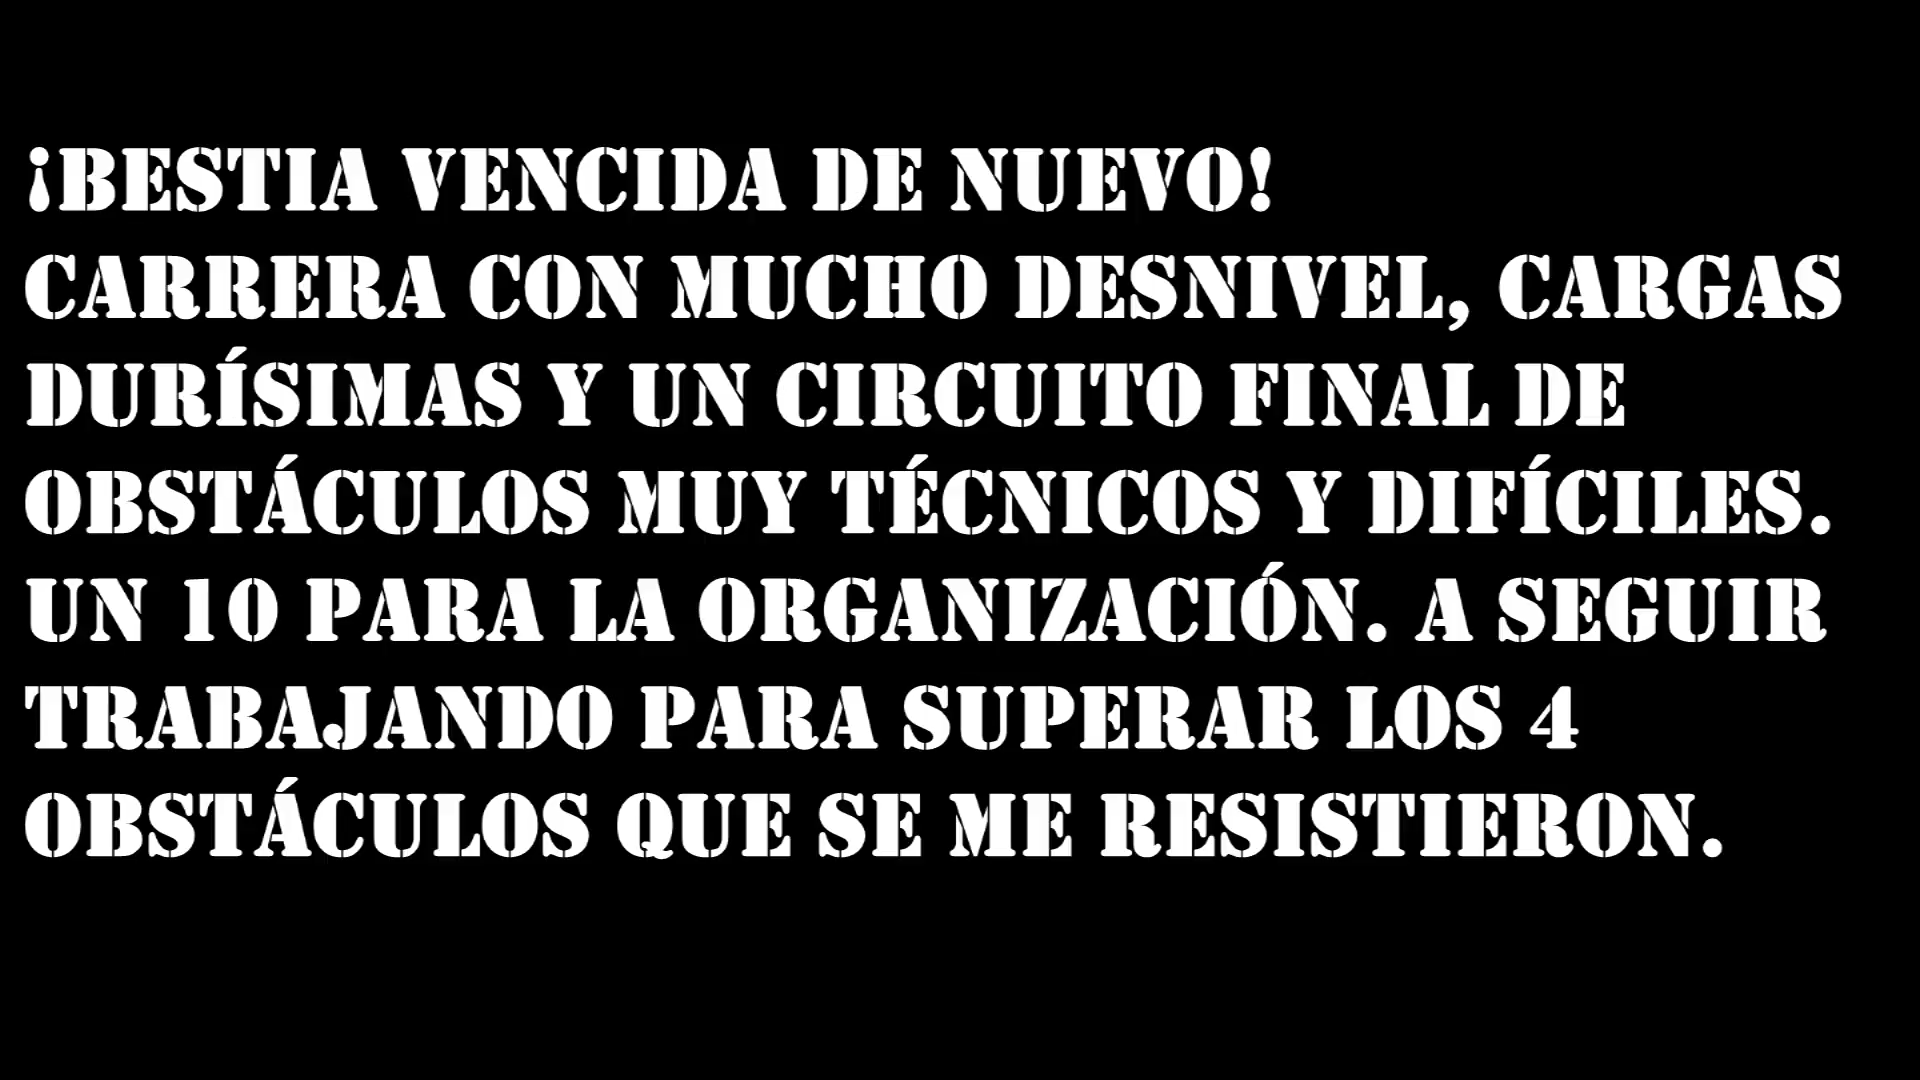 ¡BESTIA VENCIDA DE NUEVO!
CARRERA CON MUCHO DESNIVEL, CARGAS
DURÍSIMAS Y UN CIRCUITO FINAL DE
OBSTÁCULOS MUY TÉCNICOS Y DIFÍCILES.
UN 10 PARA LA ORGANIZACIÓN. A SEGUIR
TRABAJANDO PARA SUPERAR LOS 4
OBSTÁCULOS QUE SE ME RESISTIERON.